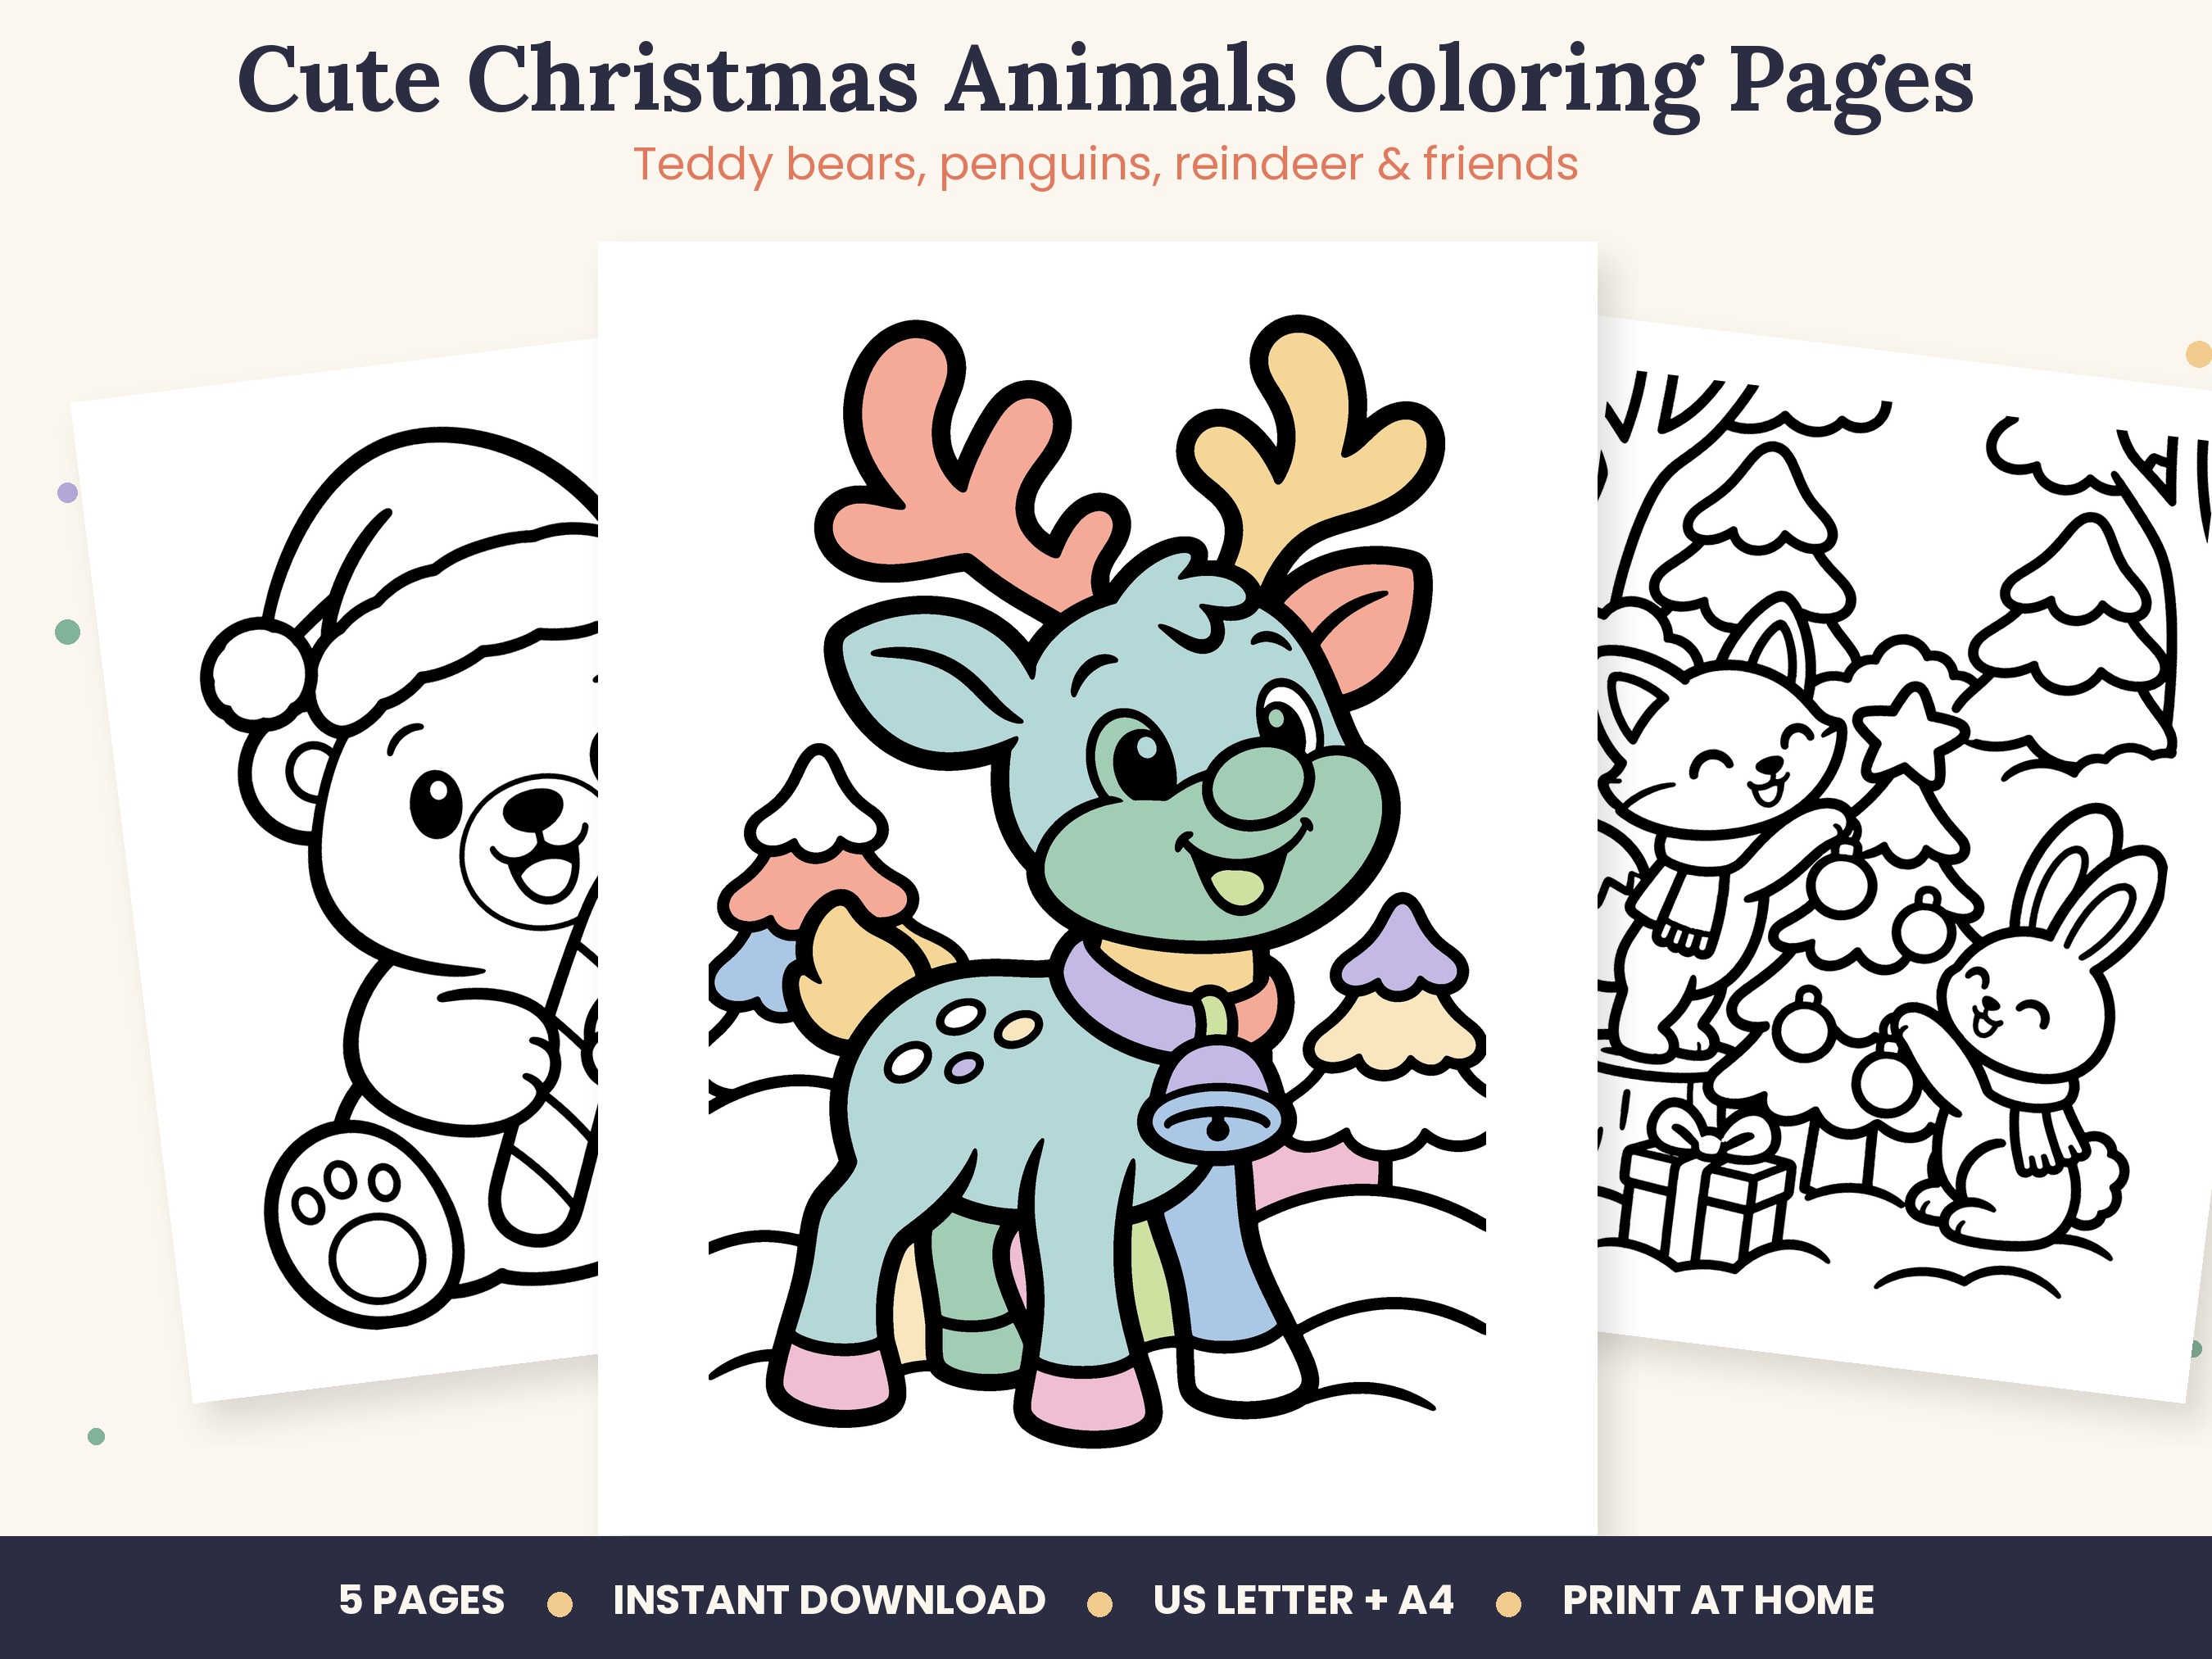 Cute Christmas Animals Coloring Pages
Teddy bears, penguins, reindeer & friends
5 PAGES ● INSTANT DOWNLOAD ● US LETTER + A4 ● PRINT AT HOME